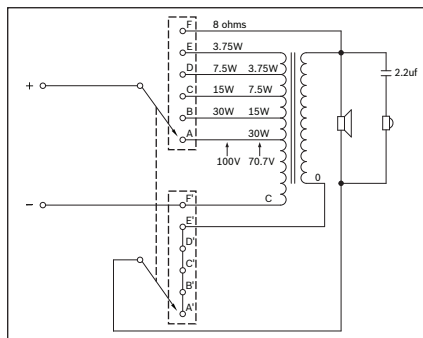 F 8 ohms
E 3.75W
D 7.5W 3.75W
C 15W 7.5W
B 30W 15W
A 30W
100V 70.7V
+
2.2uf
0
− F' C
E'
D'
C'
B'
A'